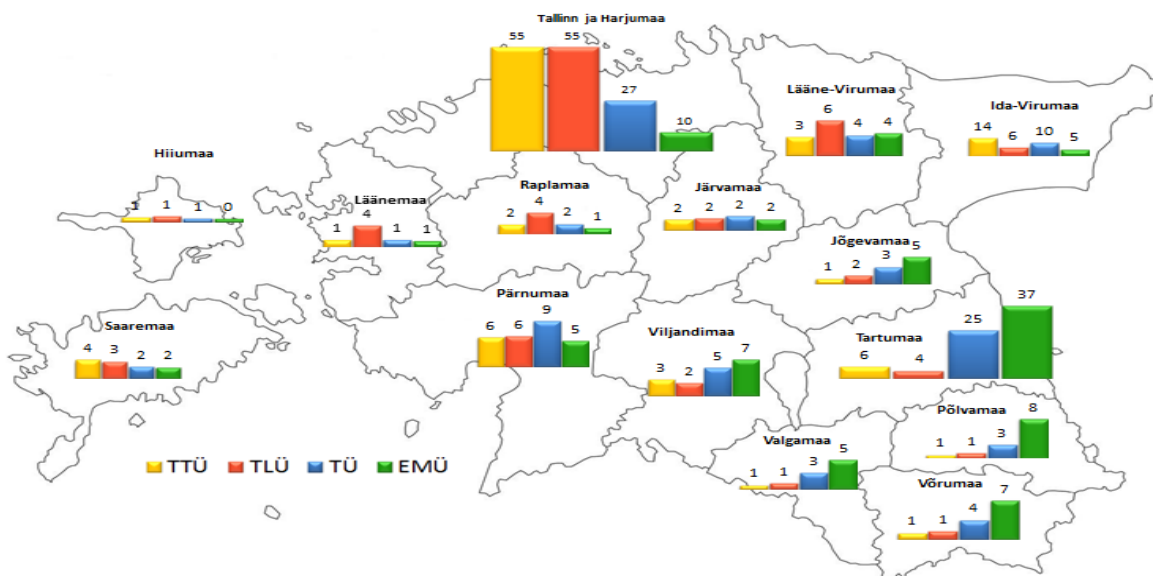 Tallinn ja Harjumaa
55 55 27 10
Lääne-Virumaa
3 6 4 4
Ida-Virumaa
14 6 10 5
Hiiumaa
1 1 1 0
Läänemaa
1 4 1 1
Raplamaa
2 4 2 1
Järvamaa
2 2 2 2
Jõgevamaa
1 2 3 5
Saaremaa
4 3 2 2
Pärnumaa
6 6 9 5
Viljandimaa
3 2 5 7
Tartumaa
6 4 25 37
Põlvamaa
1 1 3 8
Valgamaa
1 1 3 5
Võrumaa
1 1 4 7
TTÜ TLÜ TÜ EMÜ